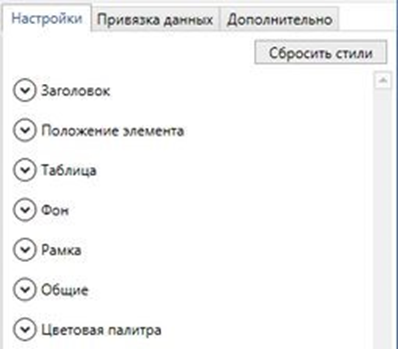 Настройки Привязка данных Дополнительно
Сбросить стили
Заголовок
Положение элемента
Таблица
Фон
Рамка
Общие
Цветовая палитра